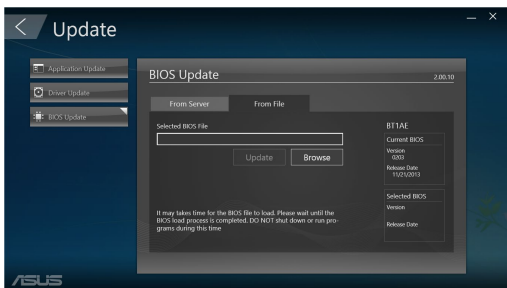 Update
Application Update
Driver Update
BIOS Update
BIOS Update
2.00.10
From Server
From File
Selected BIOS File
Update
Browse
It may takes time for the BIOS file to load. Please wait until the
BIOS load process is completed. DO NOT shut down or run pro-
grams during this time
BT1AE
Current BIOS
Version
0203
Release Date
11/21/2013
Selected BIOS
Version
Release Date
ASUS